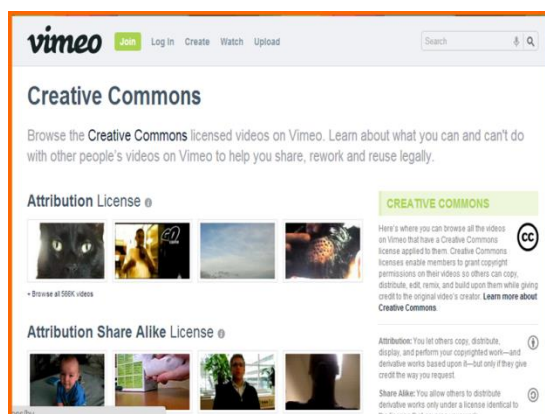 vimeo Join Log In Create Watch Upload Search
Creative Commons
Browse the Creative Commons licensed videos on Vimeo. Learn about what you can and can't do
with other people's videos on Vimeo to help you share, rework and reuse legally.
Attribution License
+ Browse all 566K videos
Attribution Share Alike License
CREATIVE COMMONS
Here's where you can browse all the videos
on Vimeo that have a Creative Commons
license applied to them. Creative Commons
licenses enable members to grant copyright
permissions on their videos so others can copy,
distribute, edit, remix, and build upon them while giving
credit to the original video's creator. Learn more about
Creative Commons.
cc
Attribution: You let others copy, distribute,
display, and perform your copyrighted work—and
derivative works based upon it—but only if they give
credit the way you request.
Share Alike: You allow others to distribute
derivative works only under a license identical to